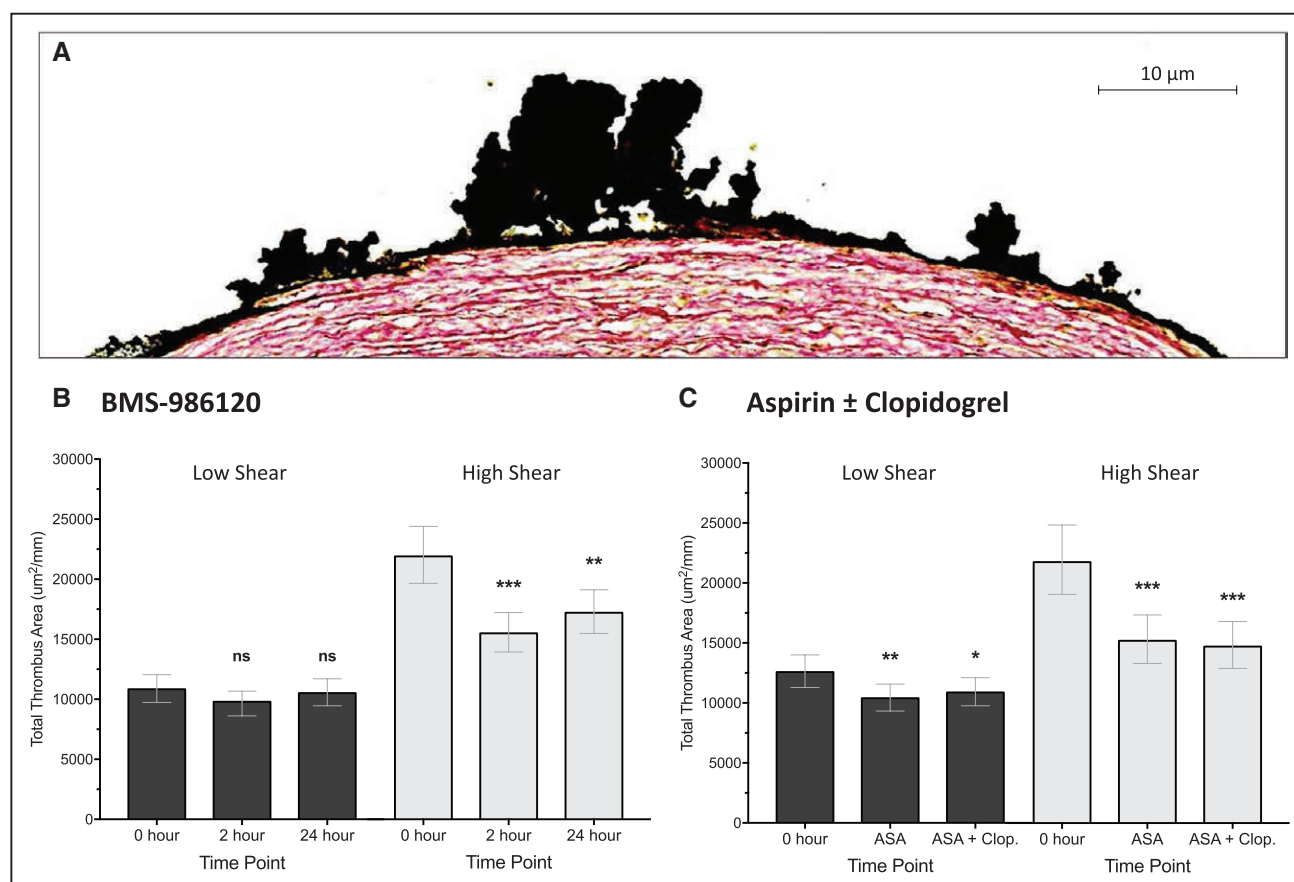 A
10 µm
B BMS-986120
Low Shear High Shear
Total Thrombus Area (um²/mm)
30000
25000
20000
15000
10000
5000
0
ns ns *** **
0 hour 2 hour 24 hour 0 hour 2 hour 24 hour
Time Point Time Point
C Aspirin ± Clopidogrel
Low Shear High Shear
Total Thrombus Area (um²/mm)
30000
25000
20000
15000
10000
5000
0
** * *** ***
0 hour ASA ASA + Clop. 0 hour ASA ASA + Clop.
Time Point Time Point